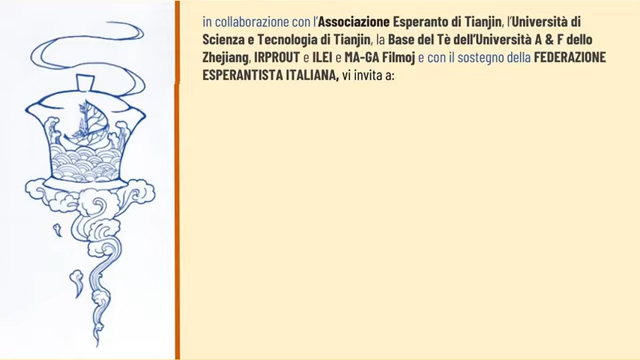 in collaborazione con l'Associazione Esperanto di Tianjin, l'Università di
Scienza e Tecnologia di Tianjin, la Base del Tè dell'Università A & F dello
Zhejiang, IRPROUT e ILEI e MA-GA Filmoj e con il sostegno della FEDERAZIONE
ESPERANTISTA ITALIANA, vi invita a: